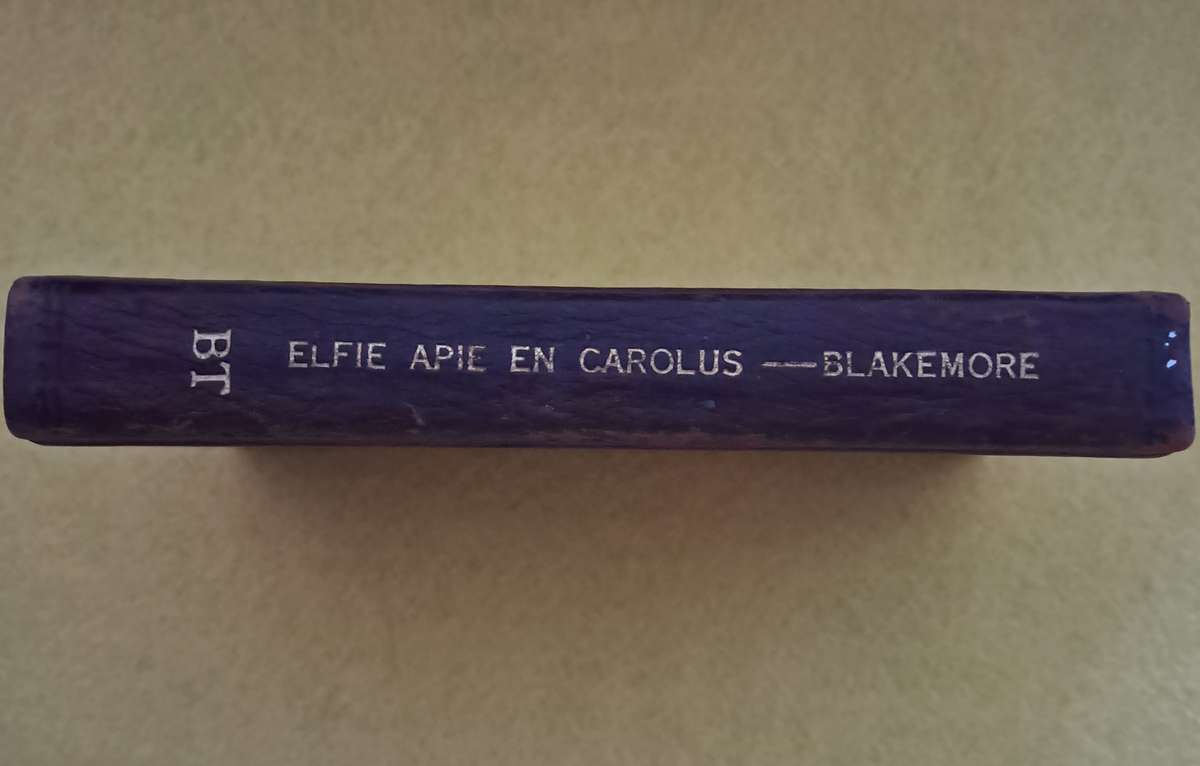 BT
ELFIE APIE EN CAROLUS — BLAKEMORE